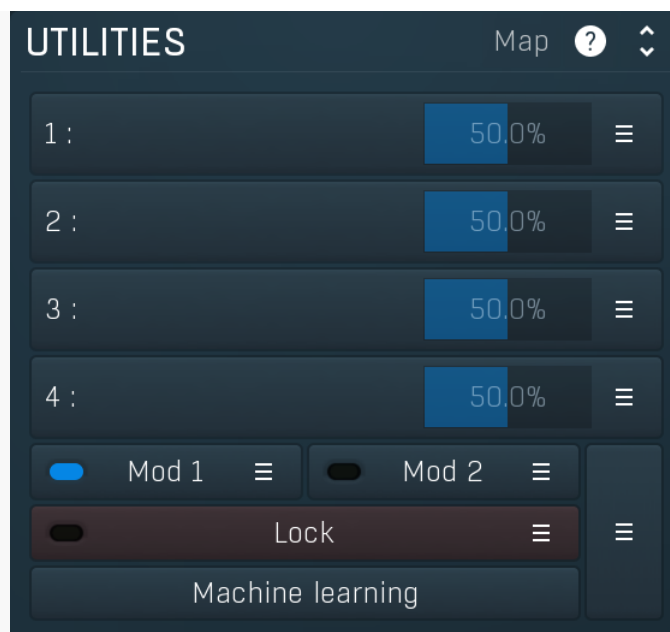 UTILITIES Map ?
1 : 50.0%
2 : 50.0%
3 : 50.0%
4 : 50.0%
Mod 1 Mod 2
Lock
Machine learning